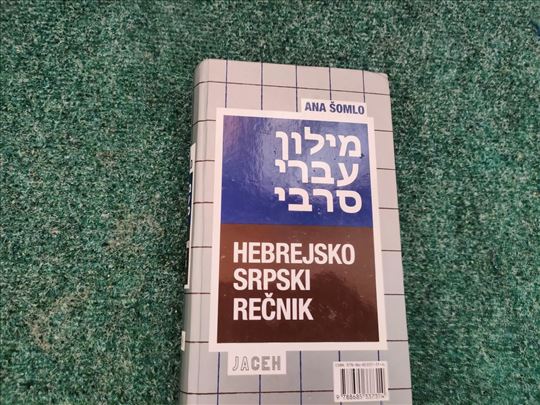 ANA ŠOMLO
מילון
עברי
סרבי
HEBREJSKO
SRPSKI
REČNIK
JACEH